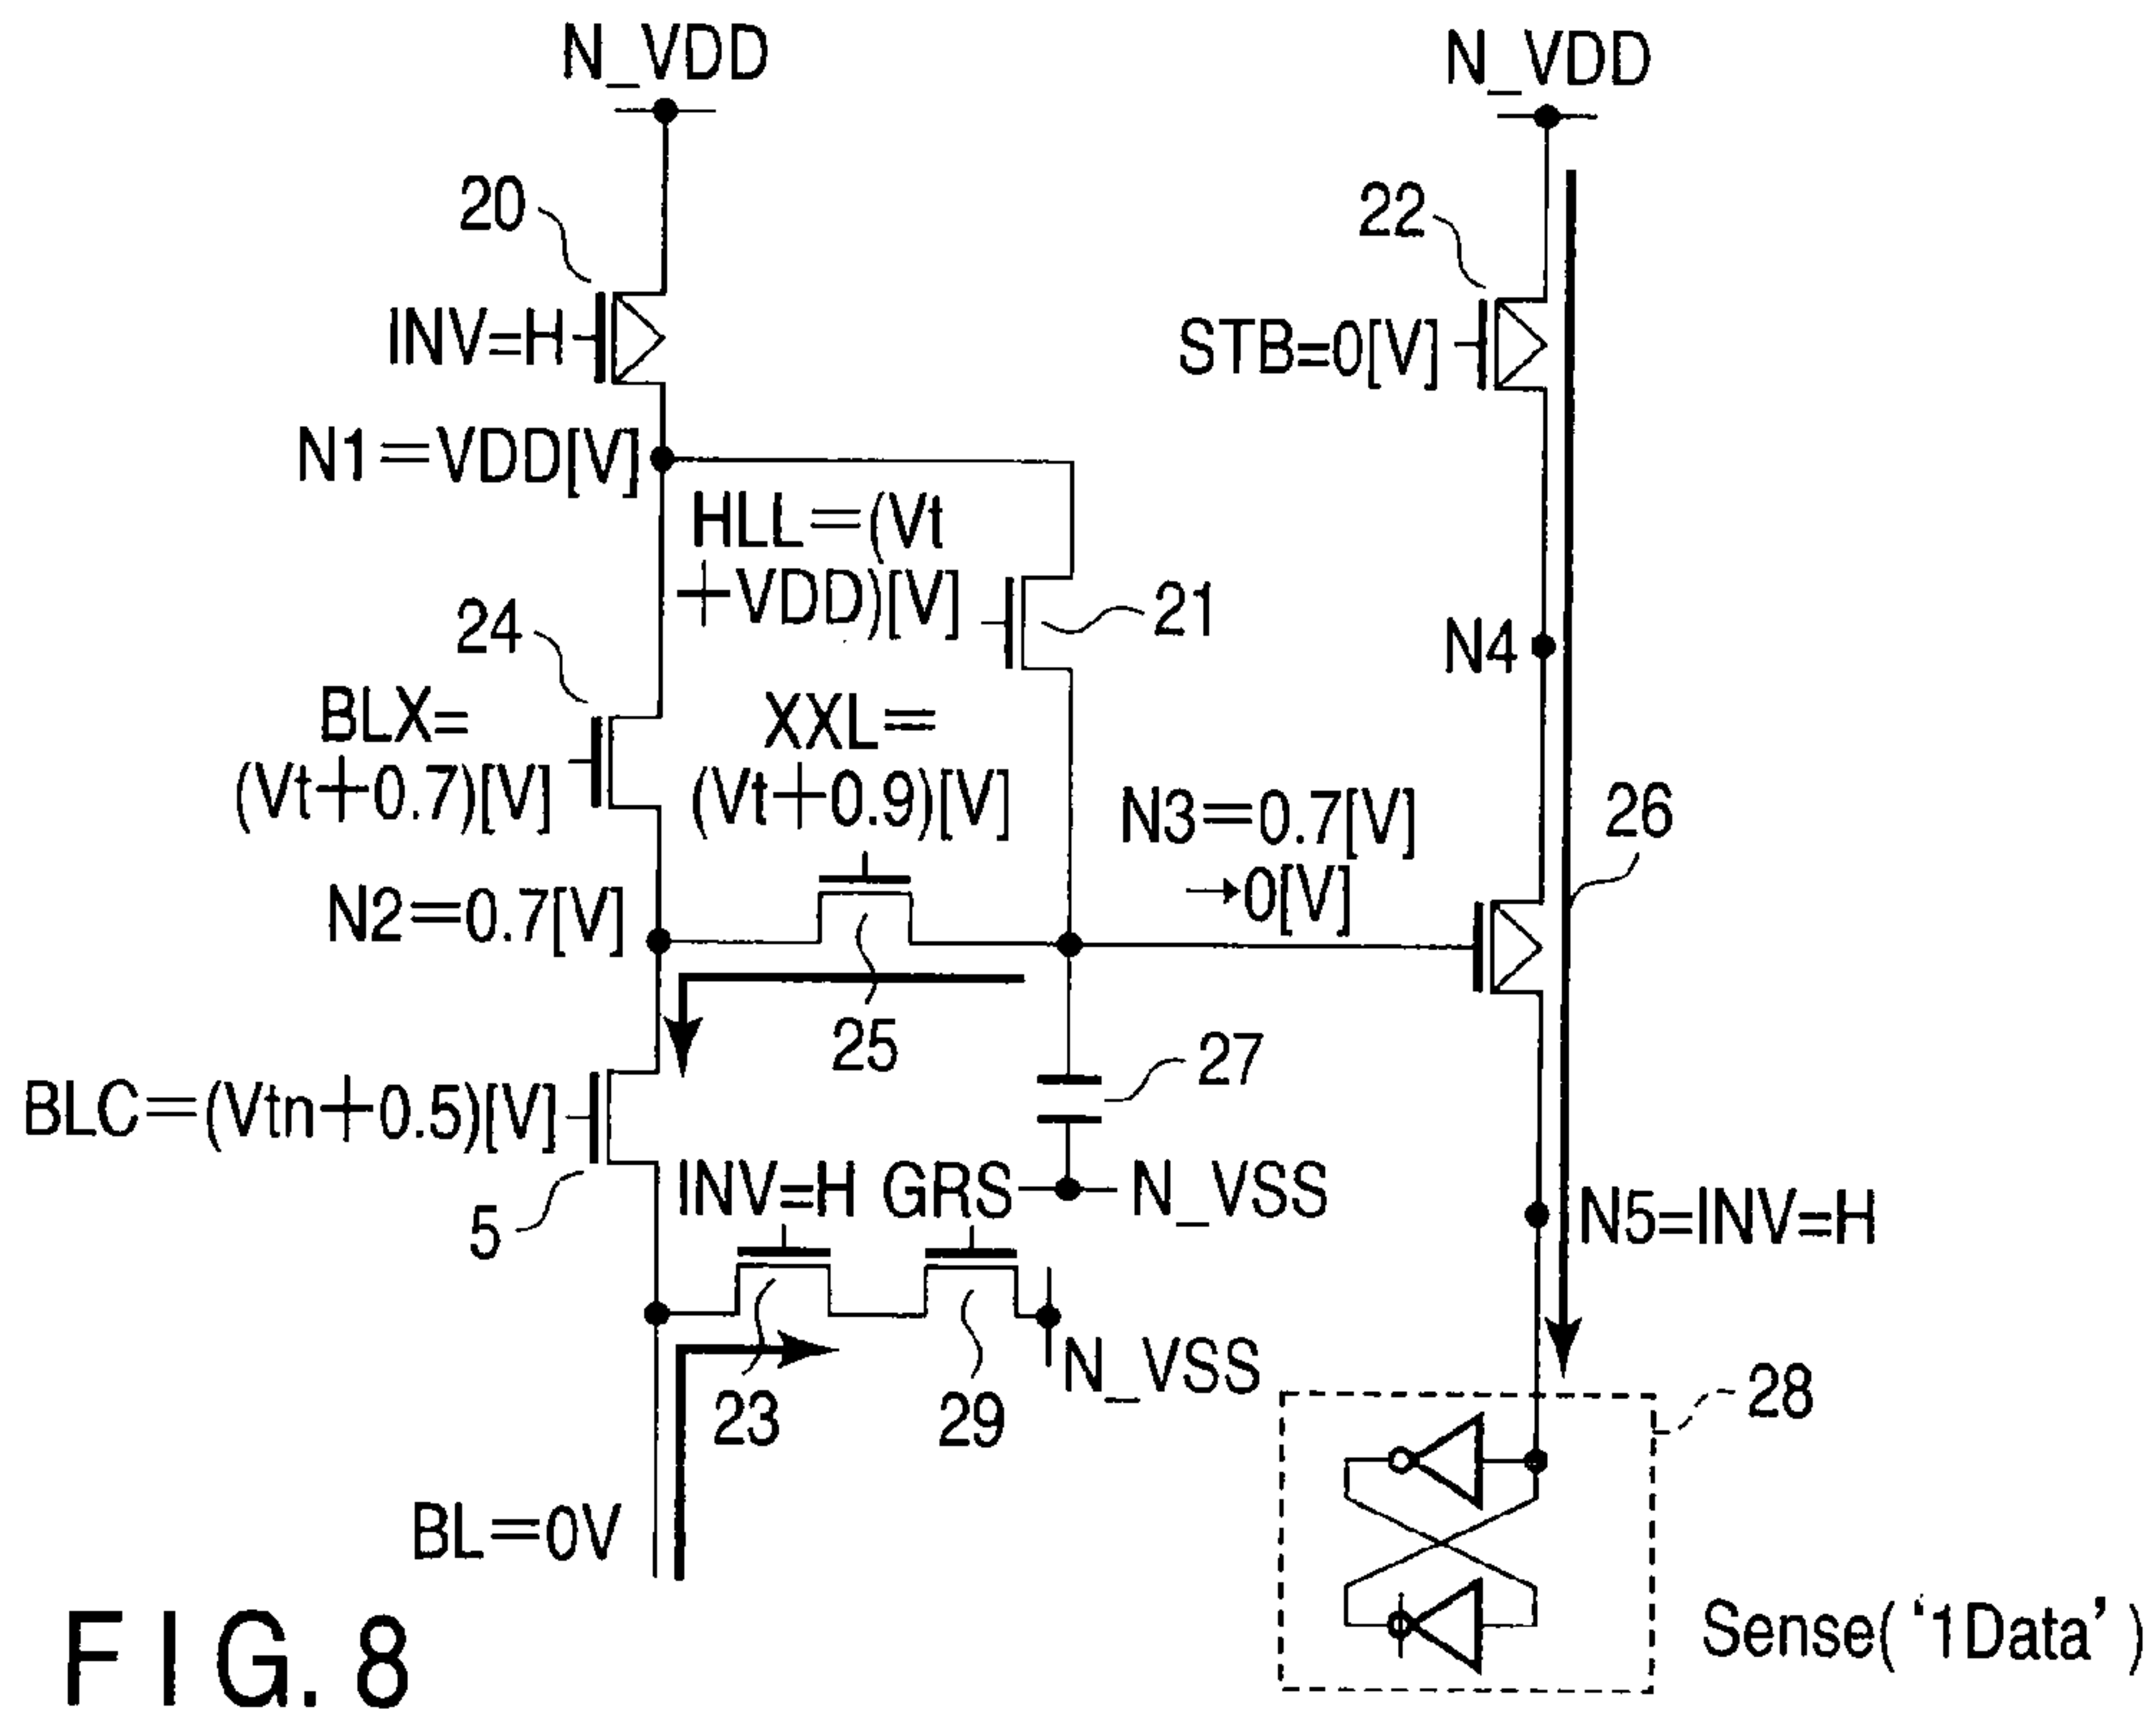 N_VDD
N_VDD
20
22
INV=H
STB=0[V]
N1=VDD[V]
HLL=(Vt
+VDD)[V]
21
24
N4
BLX=
(Vt+0.7)[V]
XXL=
(Vt+0.9)[V]
N3=0.7[V]
→0[V]
26
N2=0.7[V]
25
27
BLC=(Vtn+0.5)[V]
5
INV=H
GRS
N_VSS
N5=INV=H
N_VSS
23
29
28
BL=0V
Sense('1Data')
FIG. 8